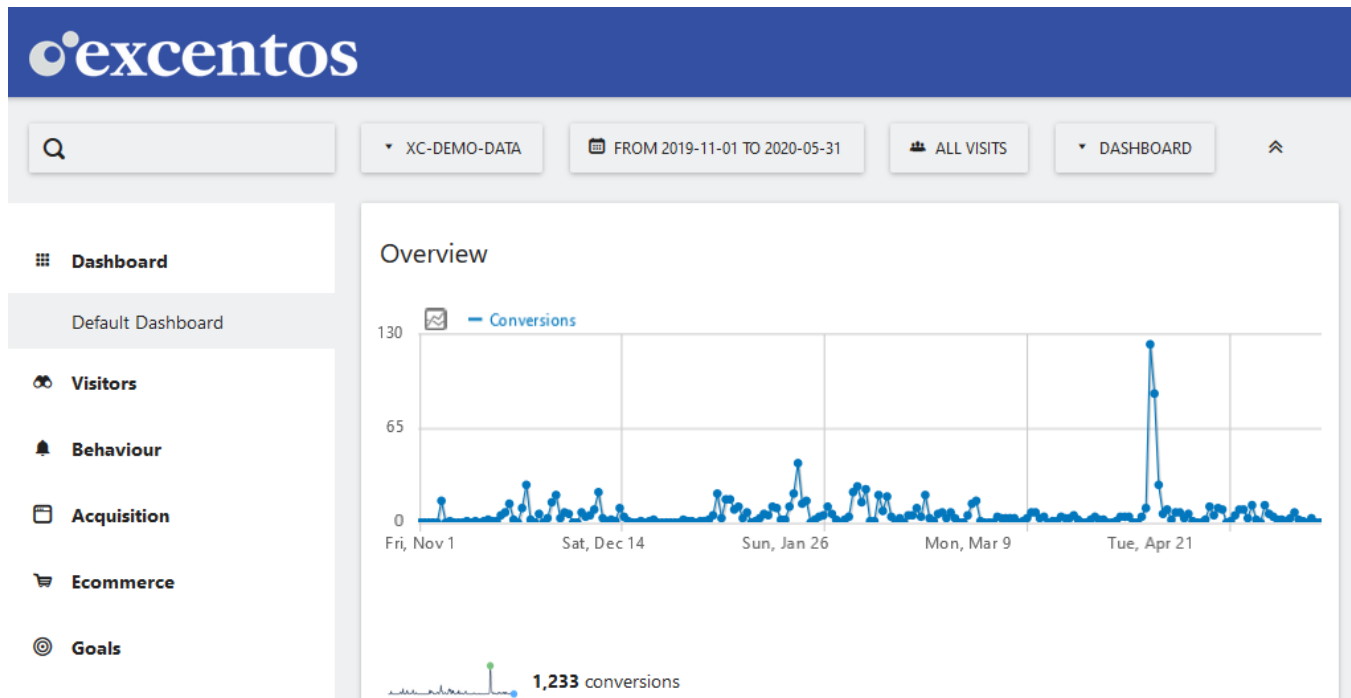 excentos
XC-DEMO-DATA
FROM 2019-11-01 TO 2020-05-31
ALL VISITS
DASHBOARD
Dashboard
Default Dashboard
Visitors
Behaviour
Acquisition
Ecommerce
Goals
Overview
Conversions
130
65
0
Fri, Nov 1 Sat, Dec 14 Sun, Jan 26 Mon, Mar 9 Tue, Apr 21
1,233 conversions